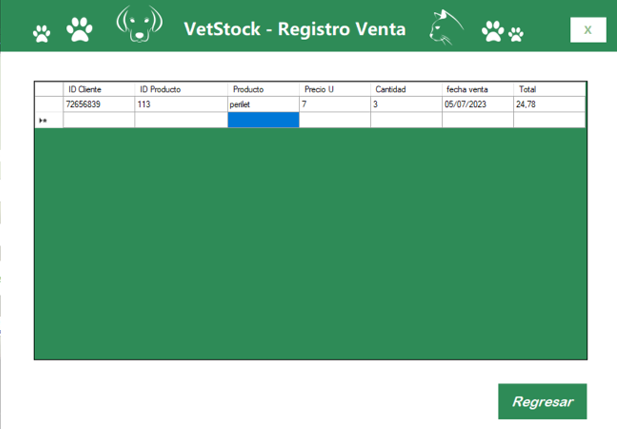 VetStock - Registro Venta
X
ID Cliente ID Producto Producto Precio U Cantidad fecha venta Total
72656839 113 perilet 7 3 05/07/2023 24,78
Regresar